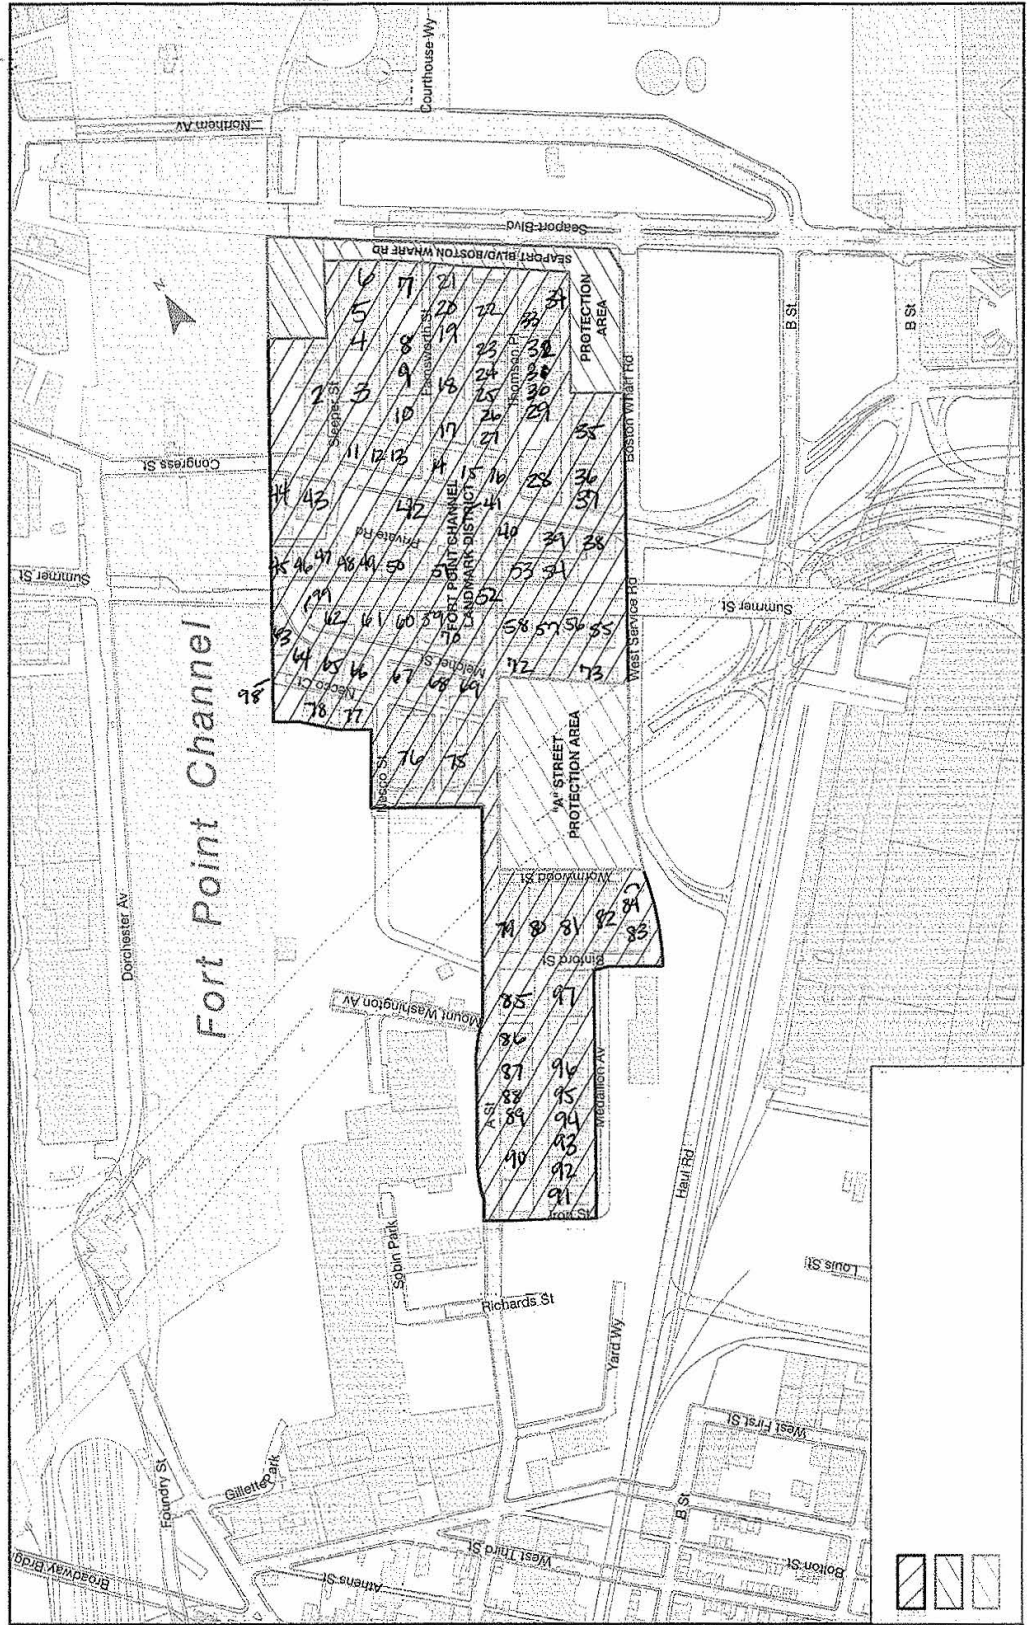 Courthouse Wy
Northern Av
Seaport Blvd
SEAPORT BLVD/BOSTON WHARF RD
N
6
7
21
5
20
22
34
33
4
8
19
23
32
PROTECTION
AREA
B St
B St
Farnsworth St
Thomson Pl
9
24
2
3
18
25
30
Sleeper St
10
26
29
Boston Wharf Rd
17
27
35
11
12
13
14
15
16
28
36
Congress St
44
43
42
41
37
FORT POINT CHANNEL
LANDMARK DISTRICT
Private Rd
40
39
38
45
46
47
48
49
50
51
53
54
Summer St
52
Summer St
99
62
61
60
59
58
57
56
55
63
70
West Service Rd
64
65
66
67
68
69
72
73
Melcher St
Necco Ct
98
78
77
76
75
Necco St
"A" STREET
PROTECTION AREA
Fort Point Channel
Dorchester Av
Wormwood St
79
80
81
82
84
83
Binford St
85
97
Mount Washington Av
86
87
96
88
95
A St
89
94
Medallion Av
93
90
92
91
Iron St
Haul Rd
Sobin Park
Louis St
Richards St
Yard Wy
West First St
Foundry St
Gillette Park
B St
West Third St
Bolton St
Broadway Brdg
Athens St